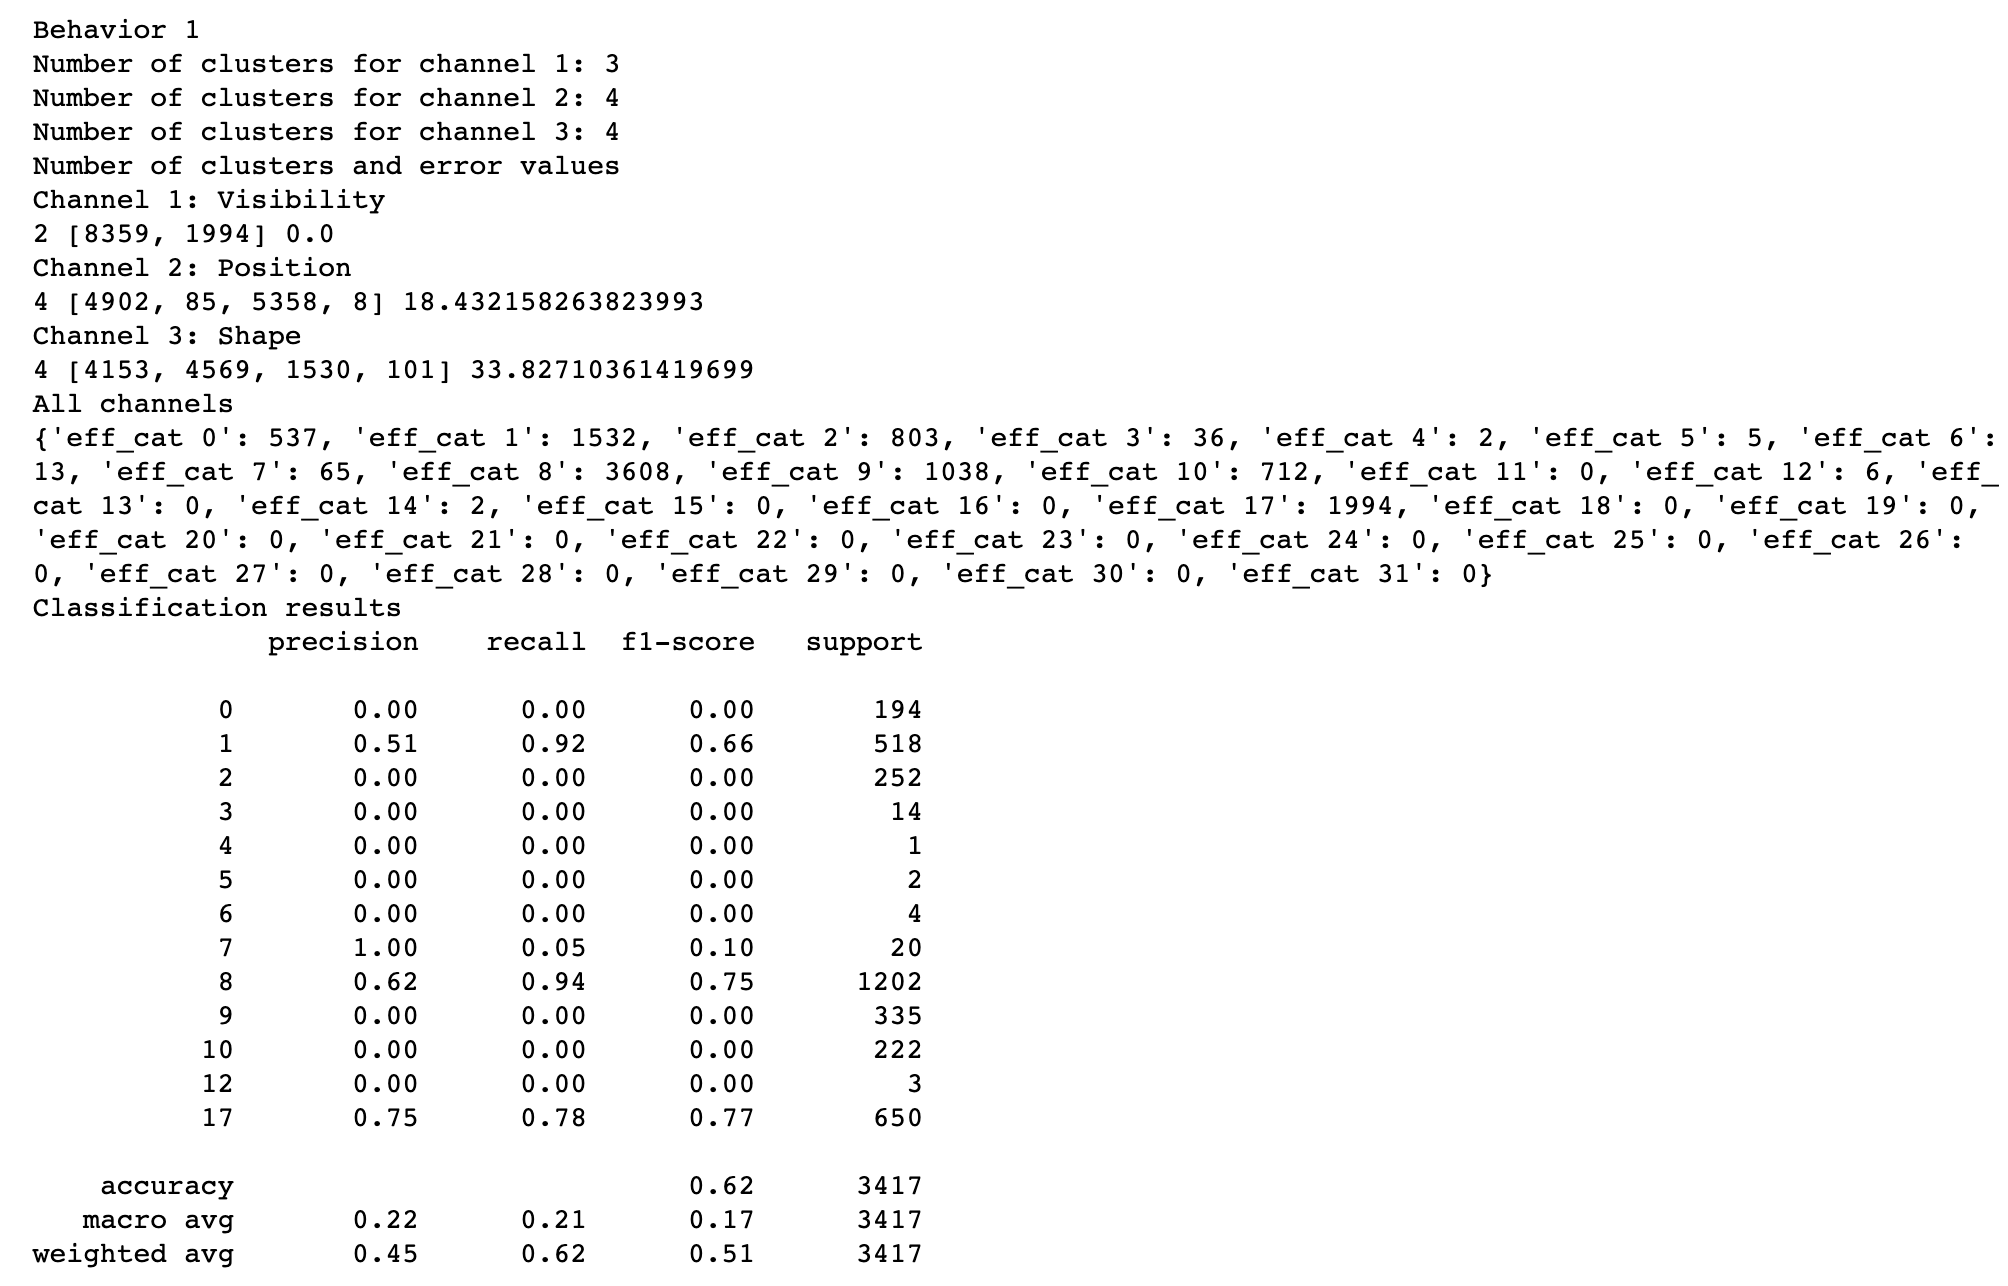 Behavior 1
Number of clusters for channel 1: 3
Number of clusters for channel 2: 4
Number of clusters for channel 3: 4
Number of clusters and error values
Channel 1: Visibility
2 [8359, 1994] 0.0
Channel 2: Position
4 [4902, 85, 5358, 8] 18.432158263823993
Channel 3: Shape
4 [4153, 4569, 1530, 101] 33.82710361419699
All channels
{'eff_cat 0': 537, 'eff_cat 1': 1532, 'eff_cat 2': 803, 'eff_cat 3': 36, 'eff_cat 4': 2, 'eff_cat 5': 5, 'eff_cat 6':
13, 'eff_cat 7': 65, 'eff_cat 8': 3608, 'eff_cat 9': 1038, 'eff_cat 10': 712, 'eff_cat 11': 0, 'eff_cat 12': 6, 'eff_
cat 13': 0, 'eff_cat 14': 2, 'eff_cat 15': 0, 'eff_cat 16': 0, 'eff_cat 17': 1994, 'eff_cat 18': 0, 'eff_cat 19': 0,
'eff_cat 20': 0, 'eff_cat 21': 0, 'eff_cat 22': 0, 'eff_cat 23': 0, 'eff_cat 24': 0, 'eff_cat 25': 0, 'eff_cat 26':
0, 'eff_cat 27': 0, 'eff_cat 28': 0, 'eff_cat 29': 0, 'eff_cat 30': 0, 'eff_cat 31': 0}
Classification results
precision recall f1-score support
0 0.00 0.00 0.00 194
1 0.51 0.92 0.66 518
2 0.00 0.00 0.00 252
3 0.00 0.00 0.00 14
4 0.00 0.00 0.00 1
5 0.00 0.00 0.00 2
6 0.00 0.00 0.00 4
7 1.00 0.05 0.10 20
8 0.62 0.94 0.75 1202
9 0.00 0.00 0.00 335
10 0.00 0.00 0.00 222
12 0.00 0.00 0.00 3
17 0.75 0.78 0.77 650
accuracy 0.62 3417
macro avg 0.22 0.21 0.17 3417
weighted avg 0.45 0.62 0.51 3417